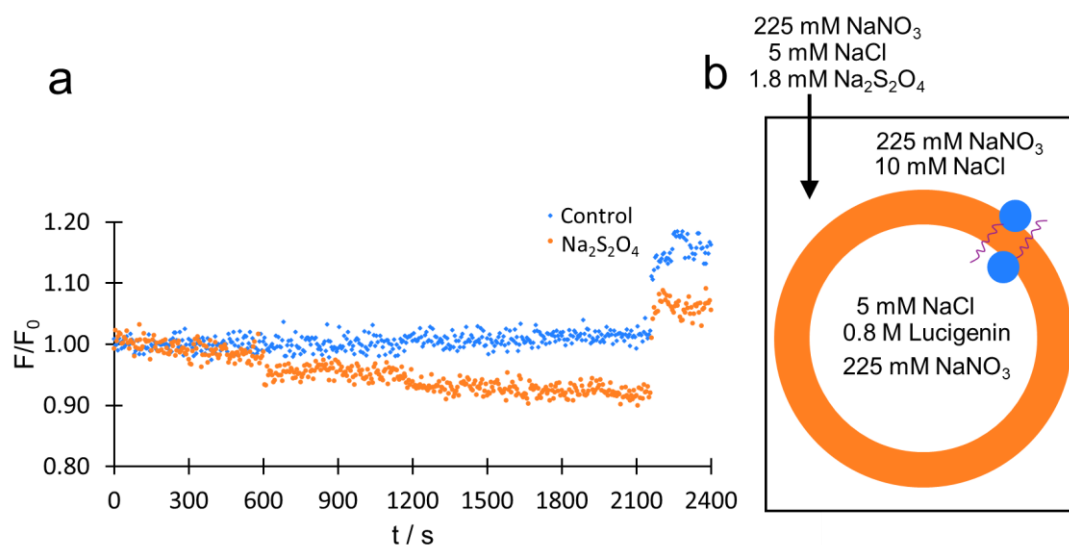 a
1.20
1.10
1.00
0.90
0.80
F/F₀
0
300
600
900
1200
1500
1800
2100
2400
t / s
Control
Na₂S₂O₄
b
225 mM NaNO₃
5 mM NaCl
1.8 mM Na₂S₂O₄
225 mM NaNO₃
10 mM NaCl
5 mM NaCl
0.8 M Lucigenin
225 mM NaNO₃